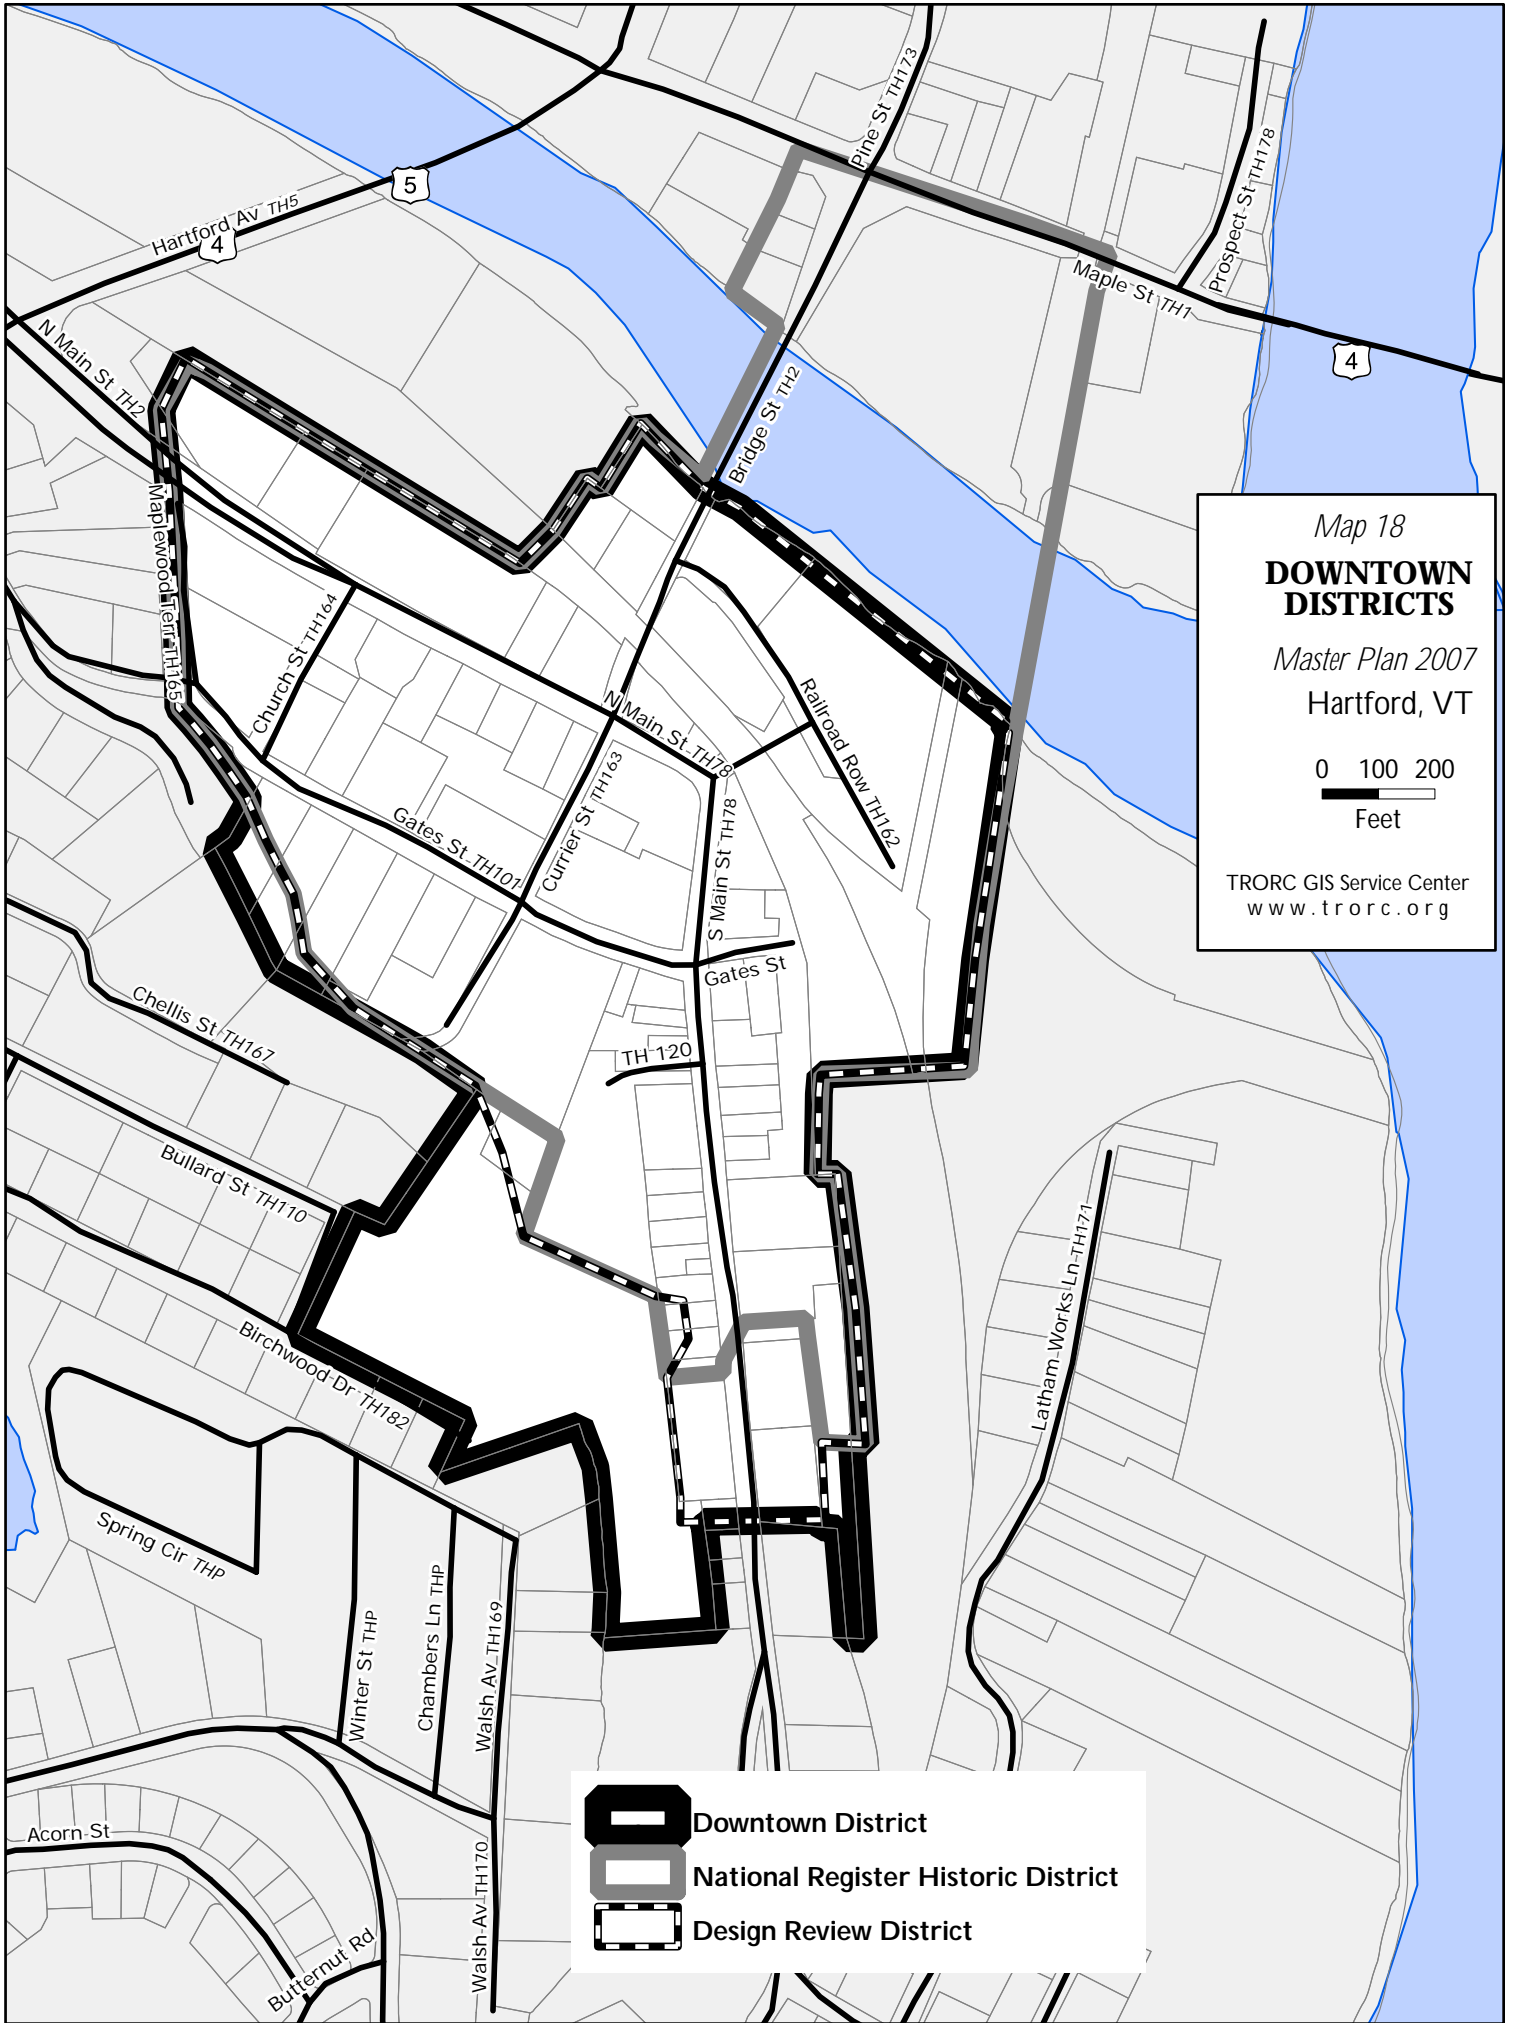 Pine St TH173
Prospect St TH178
5
Hartford Av TH5
4
Maple St TH1
4
N Main St TH2
Bridge St TH2
Maplewood Terr TH165
Church St TH164
N Main St TH78
Railroad Row TH162
Currier St TH163
Gates St TH101
S Main St TH78
Gates St
TH 120
Chellis St TH167
Bullard St TH110
Birchwood Dr TH182
Latham Works Ln TH171
Spring Cir THP
Winter St THP
Chambers Ln THP
Walsh Av TH169
Walsh Av TH170
Acorn St
Butternut Rd
Map 18
DOWNTOWN
DISTRICTS
Master Plan 2007
Hartford, VT
0 100 200
Feet
TRORC GIS Service Center
www.trorc.org
Downtown District
National Register Historic District
Design Review District